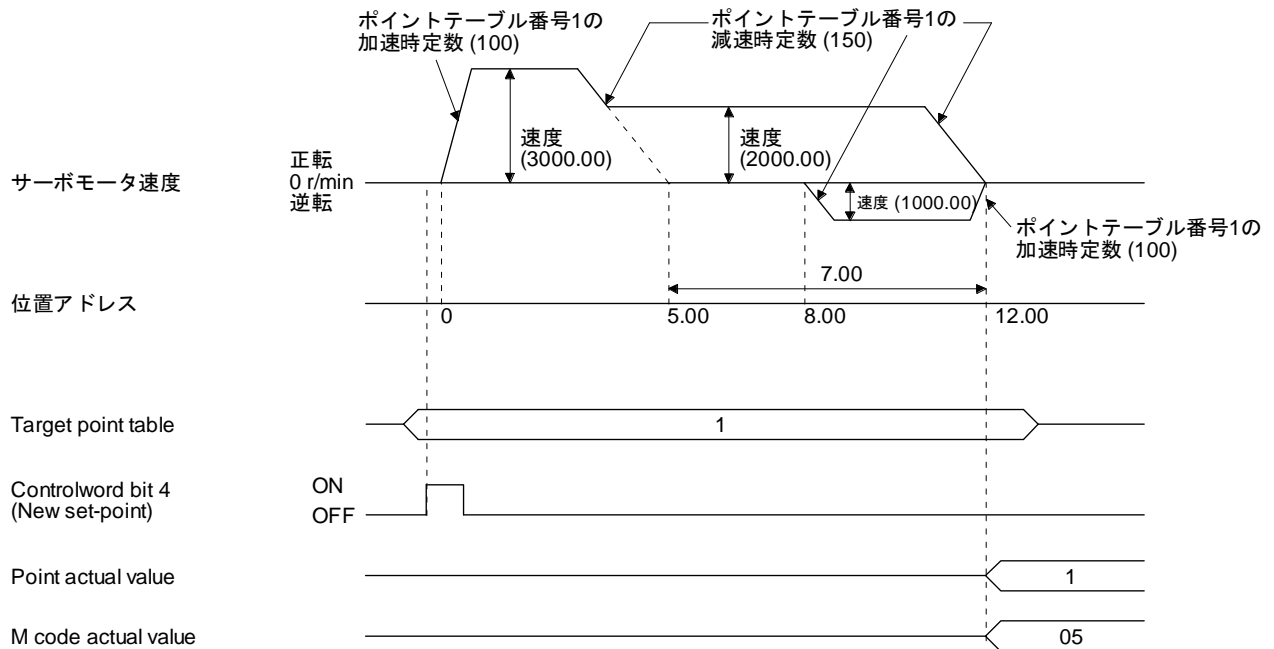 ポイントテーブル番号1の
加速時定数 (100)
ポイントテーブル番号1の
減速時定数 (150)
速度
(3000.00)
速度
(2000.00)
サーボモータ速度
正転
0 r/min
逆転
速度 (1000.00)
ポイントテーブル番号1の
加速時定数 (100)
7.00
位置アドレス
0
5.00
8.00
12.00
Target point table
1
Controlword bit 4
(New set-point)
ON
OFF
Point actual value
1
M code actual value
05